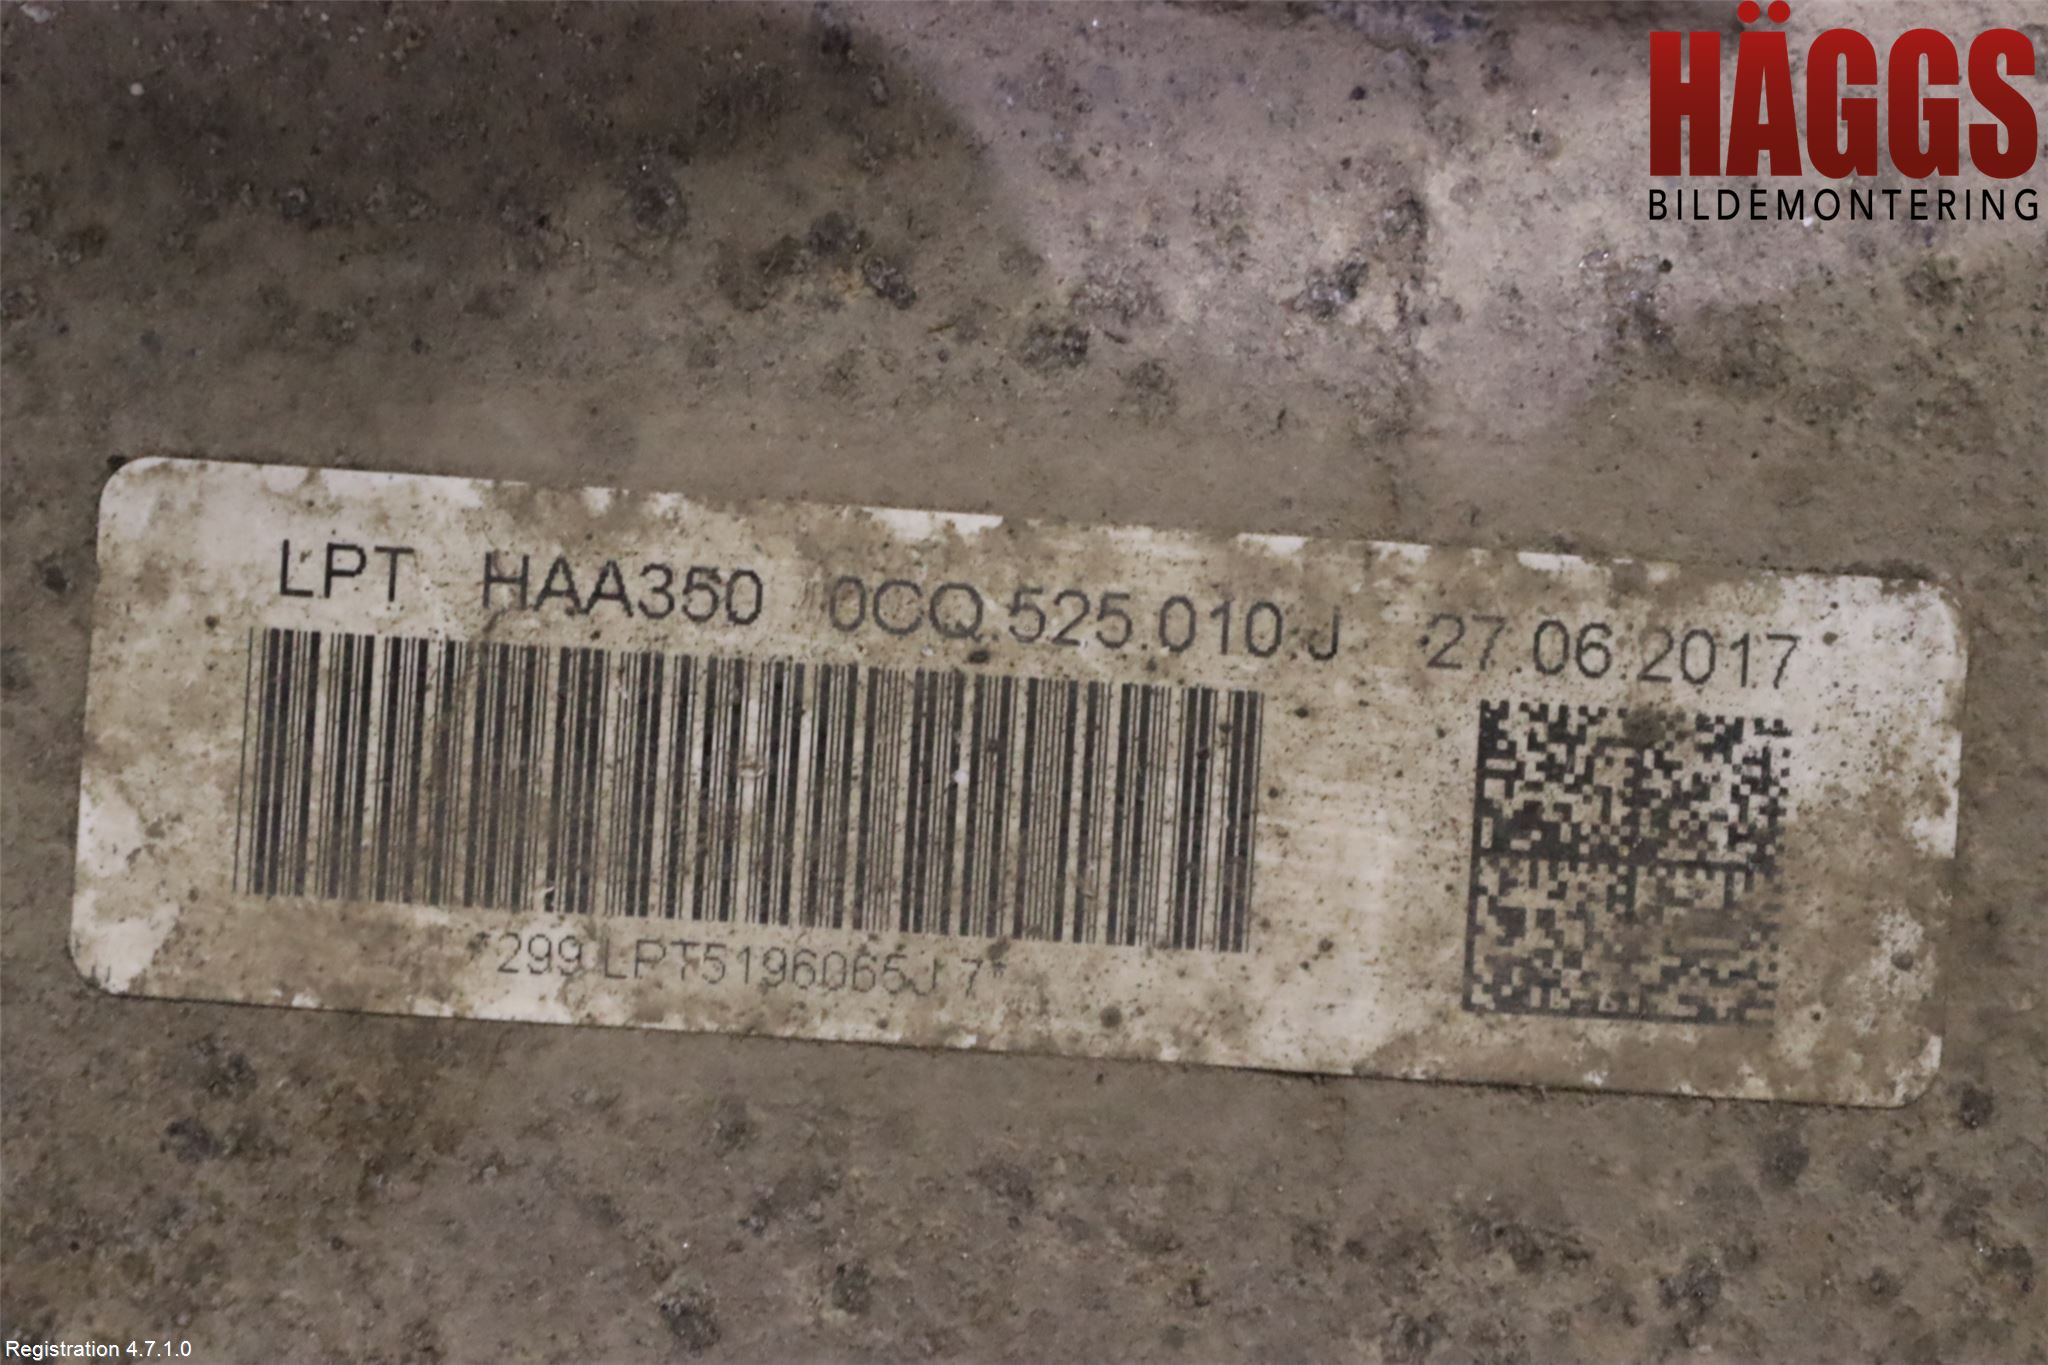 HÄGGS
BILDEMONTERING
LPT HAA350 0CQ.525.010.J 27.06.2017
*299 LPT5196065J 7*
Registration 4.7.1.0